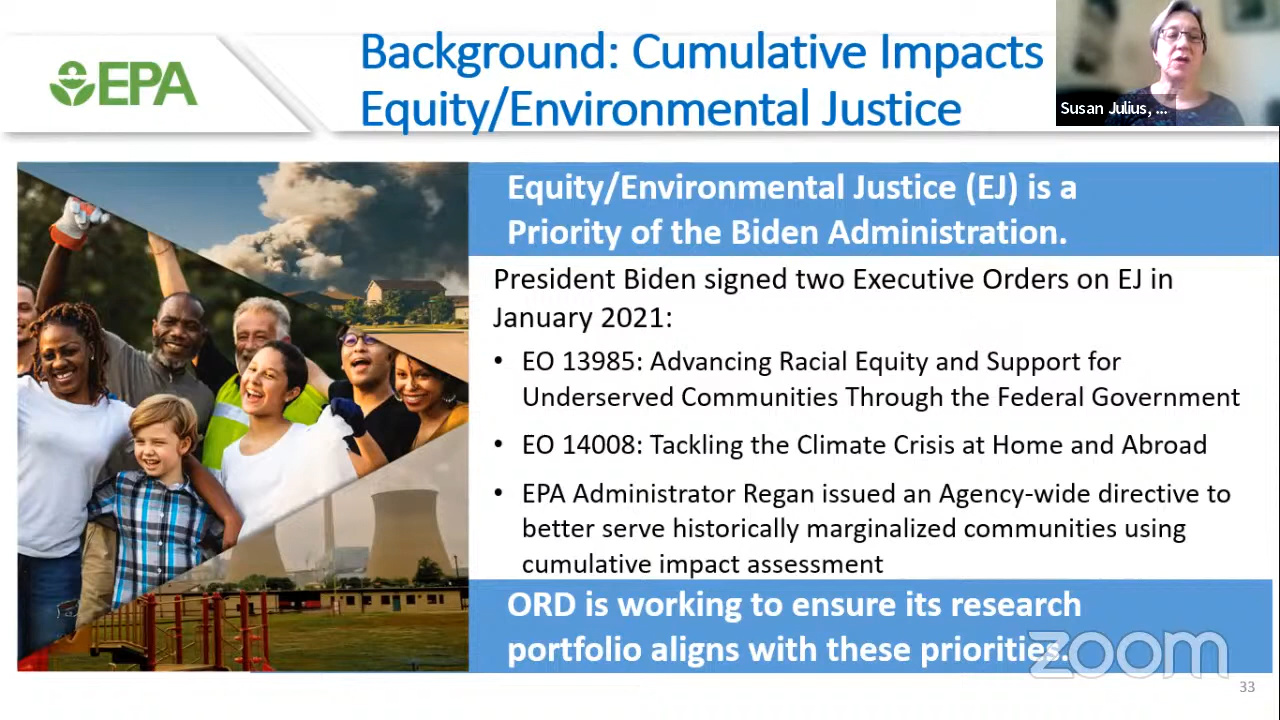 EPA
Background: Cumulative Impacts
Equity/Environmental Justice
Susan Julius, ...
Equity/Environmental Justice (EJ) is a
Priority of the Biden Administration.
President Biden signed two Executive Orders on EJ in
January 2021:
• EO 13985: Advancing Racial Equity and Support for
Underserved Communities Through the Federal Government
• EO 14008: Tackling the Climate Crisis at Home and Abroad
• EPA Administrator Regan issued an Agency-wide directive to
better serve historically marginalized communities using
cumulative impact assessment
ORD is working to ensure its research
portfolio aligns with these priorities.
zoom
33